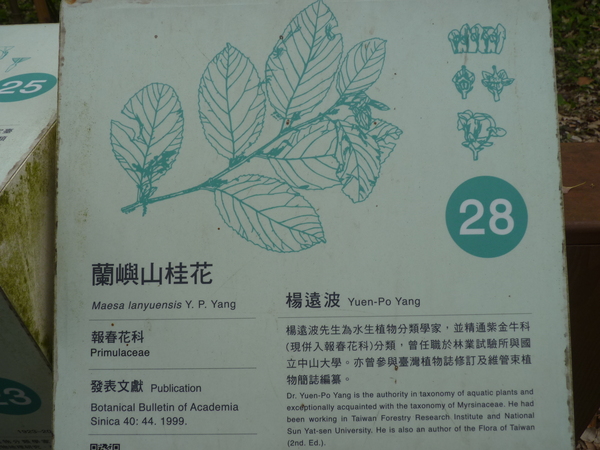 25
28
蘭嶼山桂花
Maesa lanyuensis Y. P. Yang
報春花科
Primulaceae
發表文獻 Publication
Botanical Bulletin of Academia
Sinica 40: 44. 1999.
楊遠波 Yuen-Po Yang
楊遠波先生為水生植物分類學家，並精通紫金牛科
(現併入報春花科)分類，曾任職於林業試驗所與國
立中山大學。亦曾參與臺灣植物誌修訂及維管束植
物簡誌編纂。
Dr. Yuen-Po Yang is the authority in taxonomy of aquatic plants and
exceptionally acquainted with the taxonomy of Myrsinaceae. He had
been working in Taiwan Forestry Research Institute and National
Sun Yat-sen University. He is also an author of the Flora of Taiwan
(2nd. Ed.).